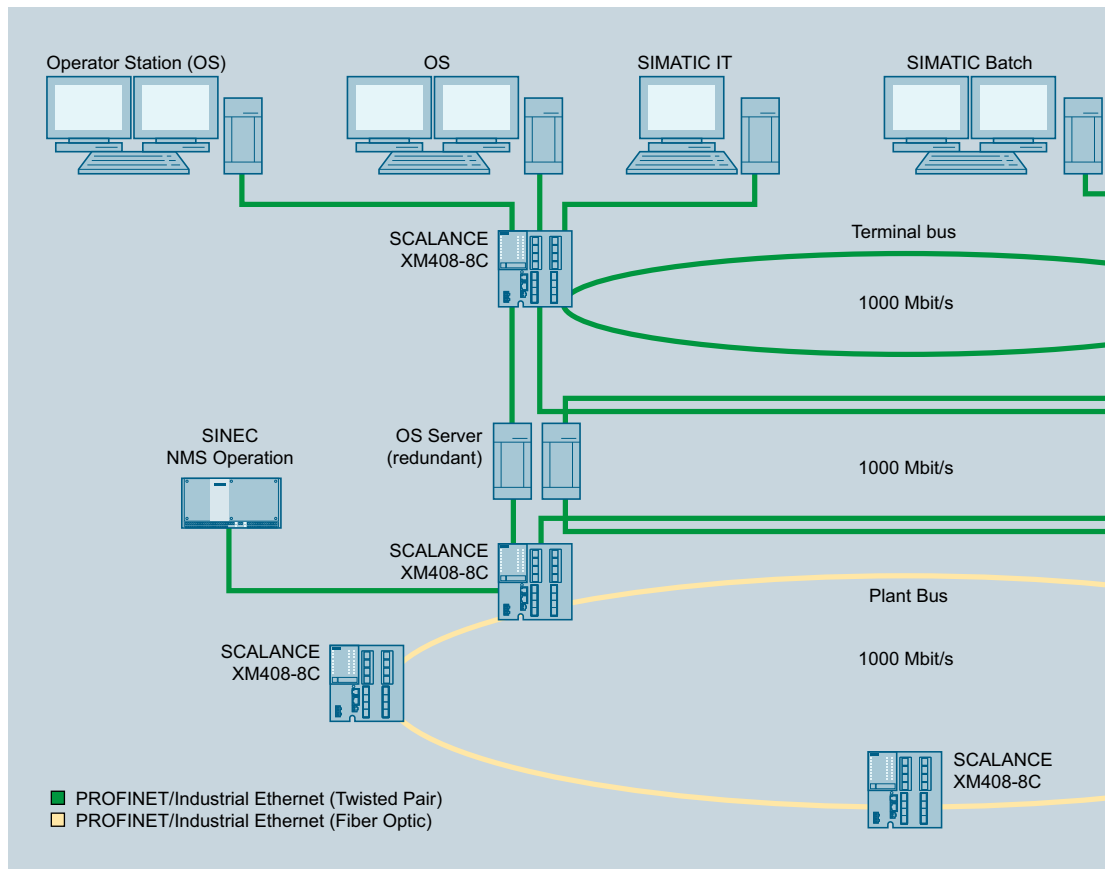 Operator Station (OS)
OS
SIMATIC IT
SIMATIC Batch
SCALANCE
XM408-8C
Terminal bus
1000 Mbit/s
SINEC
NMS Operation
OS Server
(redundant)
1000 Mbit/s
SCALANCE
XM408-8C
Plant Bus
1000 Mbit/s
SCALANCE
XM408-8C
SCALANCE
XM408-8C
PROFINET/Industrial Ethernet (Twisted Pair)
PROFINET/Industrial Ethernet (Fiber Optic)